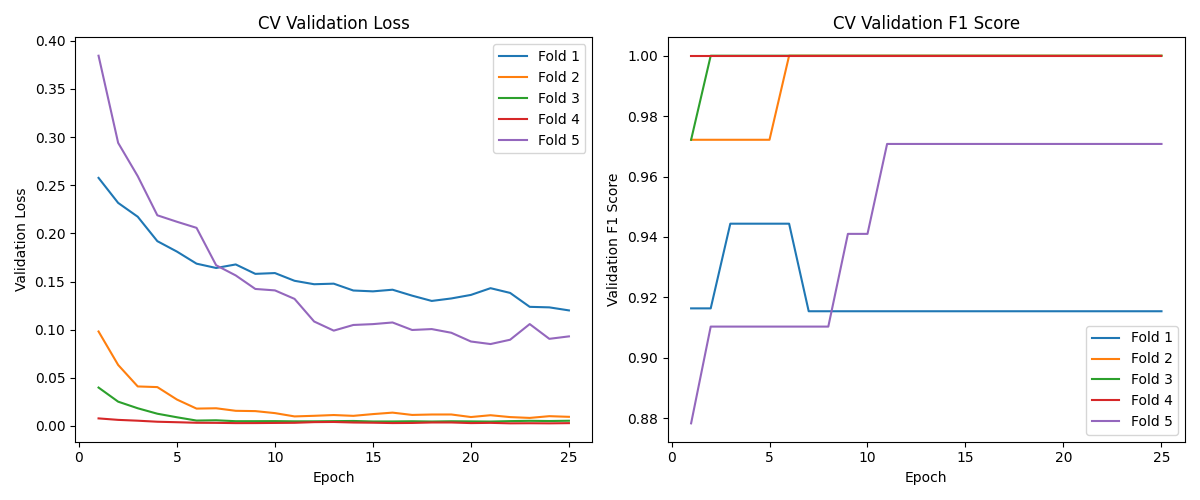 CV Validation Loss
0.40
0.35
0.30
0.25
0.20
0.15
0.10
0.05
0.00
Validation Loss
0
5
10
15
20
25
Epoch
Fold 1
Fold 2
Fold 3
Fold 4
Fold 5
CV Validation F1 Score
1.00
0.98
0.96
0.94
0.92
0.90
0.88
Validation F1 Score
0
5
10
15
20
25
Epoch
Fold 1
Fold 2
Fold 3
Fold 4
Fold 5